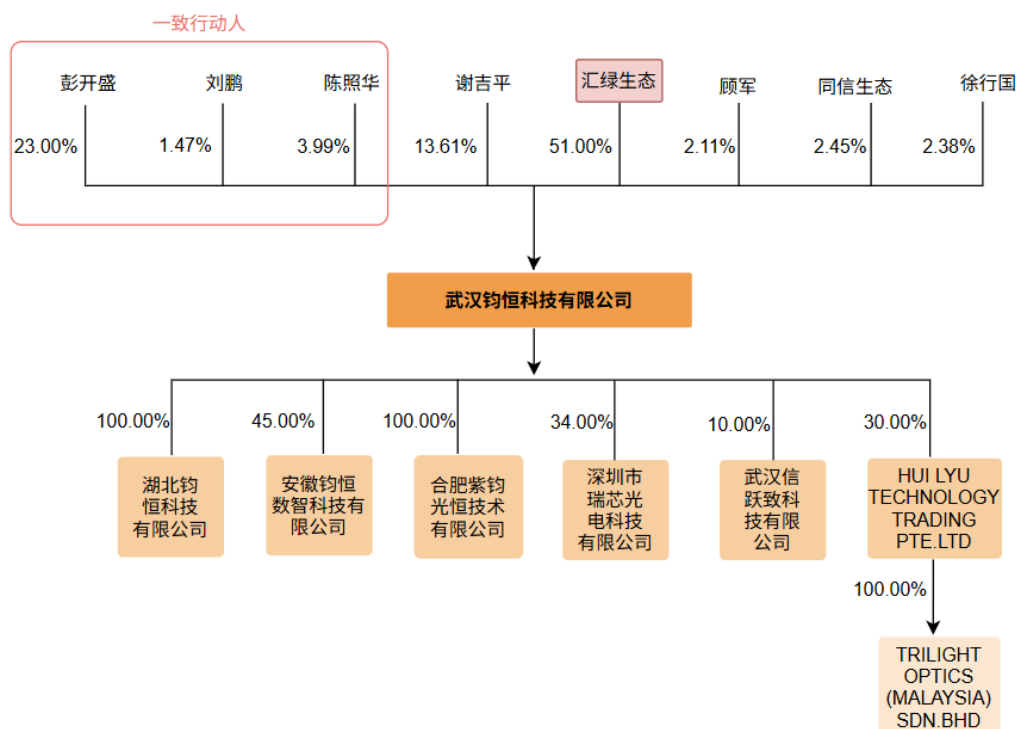 一致行动人
彭开盛
刘鹏
陈照华
谢吉平
汇绿生态
顾军
同信生态
徐行国
23.00%
1.47%
3.99%
13.61%
51.00%
2.11%
2.45%
2.38%
武汉钧恒科技有限公司
100.00%
45.00%
100.00%
34.00%
10.00%
30.00%
湖北钧
恒科技
有限公司
安徽钧恒
数智科技有
限公司
合肥紫钧
光恒技术
有限公司
深圳市
瑞芯光
电科技
有限公司
武汉信
跃致科
技有限
公司
HUI LYU
TECHNOLOGY
TRADING
PTE.LTD
100.00%
TRILIGHT
OPTICS
(MALAYSIA)
SDN.BHD